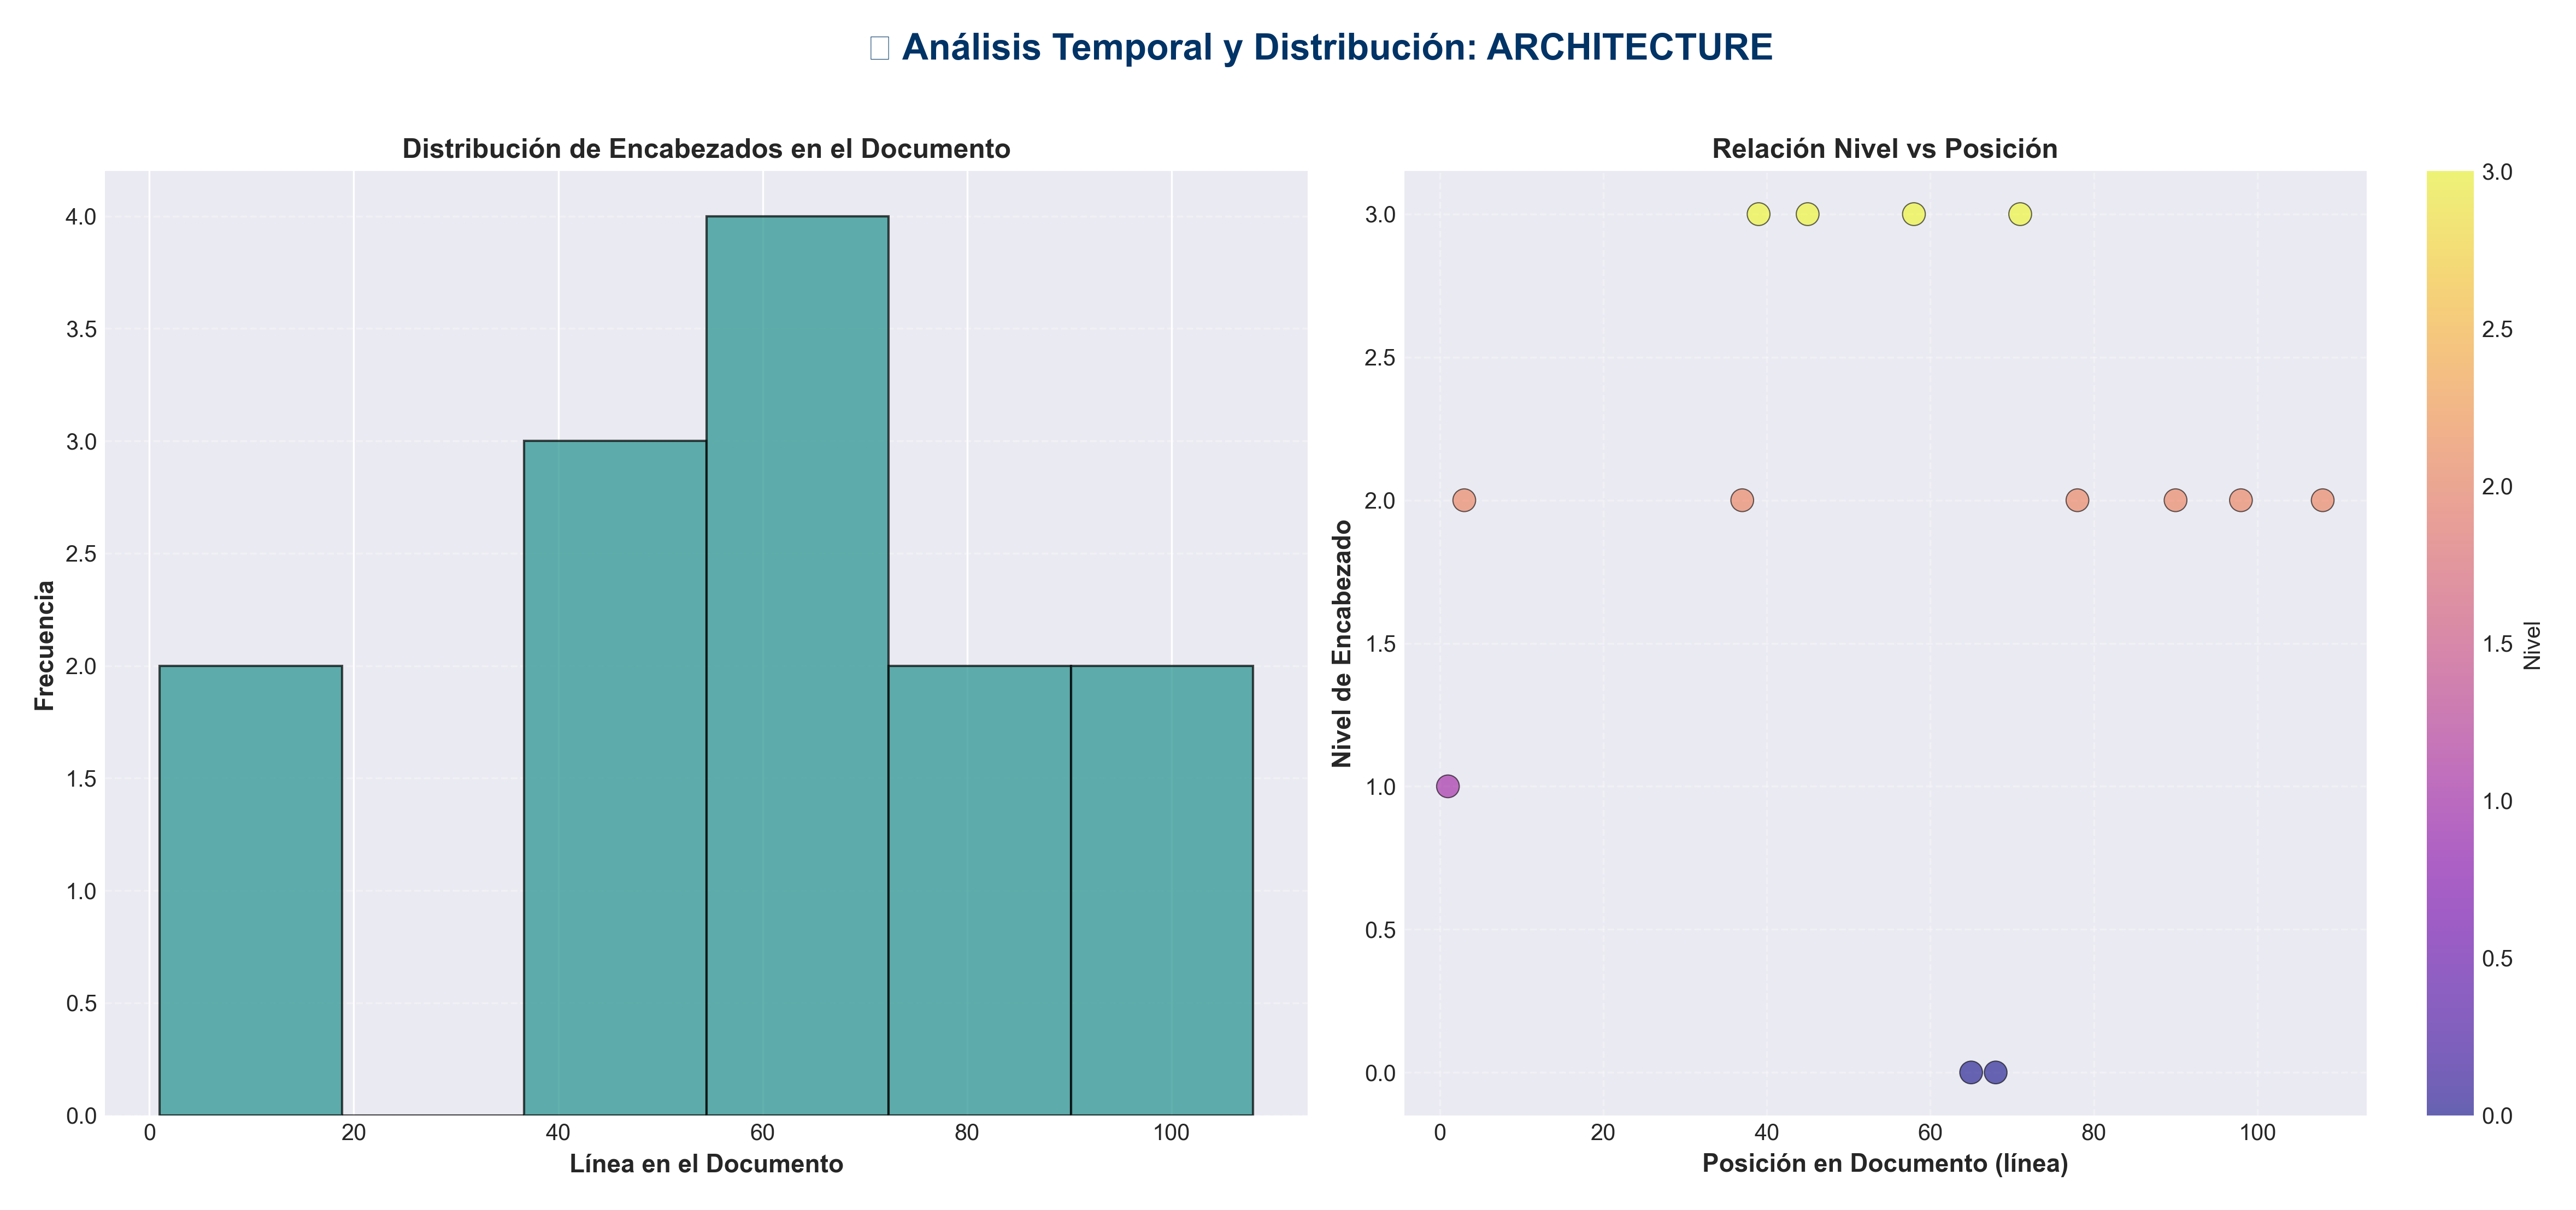 Análisis Temporal y Distribución: ARCHITECTURE
Distribución de Encabezados en el Documento
Frecuencia
4.0
3.5
3.0
2.5
2.0
1.5
1.0
0.5
0.0
0 20 40 60 80 100
Línea en el Documento
Relación Nivel vs Posición
Nivel de Encabezado
3.0
2.5
2.0
1.5
1.0
0.5
0.0
0 20 40 60 80 100
Posición en Documento (línea)
3.0
2.5
2.0
1.5
1.0
0.5
0.0
Nivel